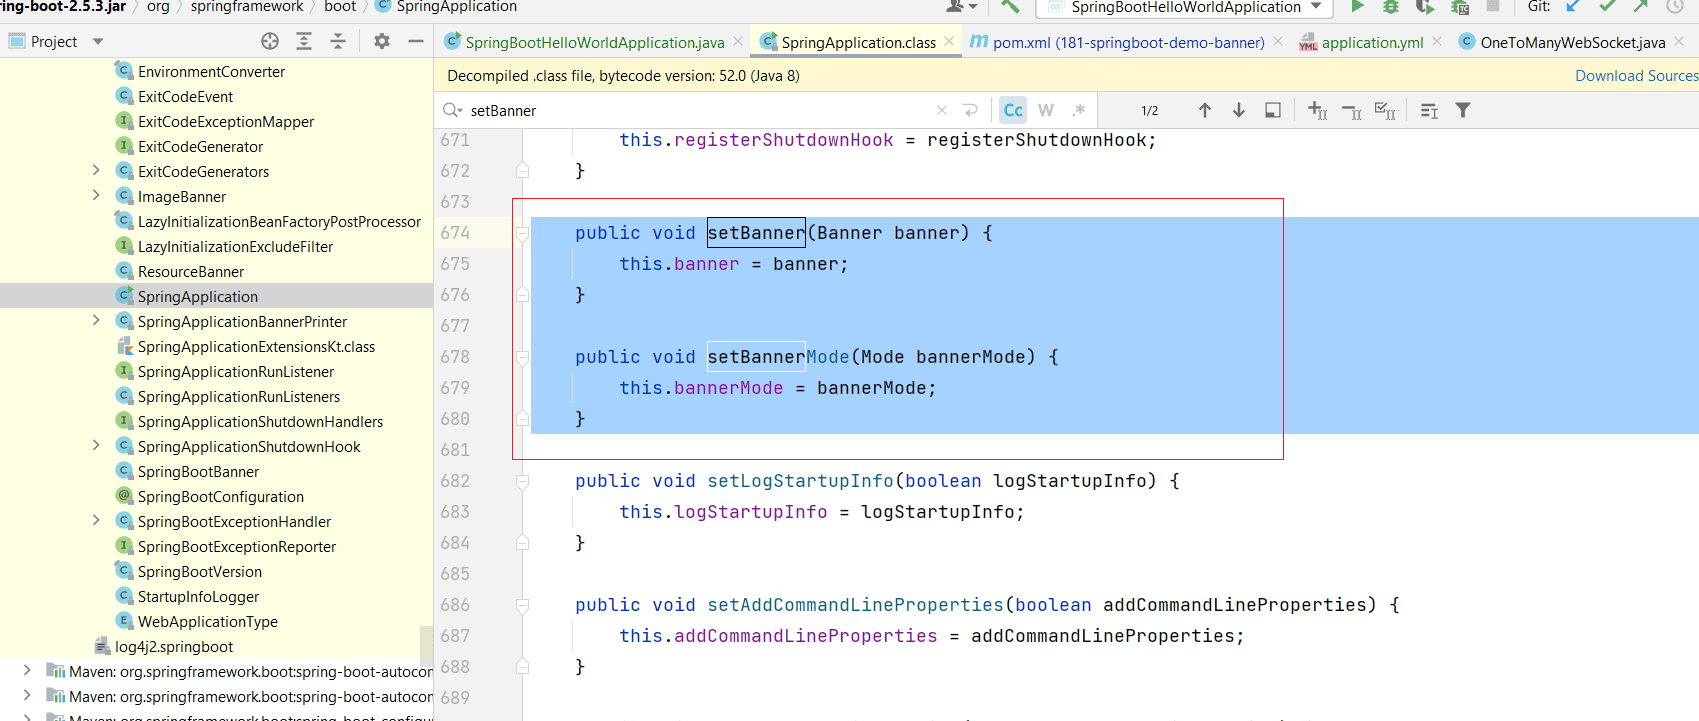 ring-boot-2.5.3.jar org springframework boot SpringApplication
SpringBootHelloWorldApplication Git:
Project
SpringBootHelloWorldApplication.java SpringApplication.class pom.xml (181-springboot-demo-banner) application.yml OneToManyWebSocket.java
Decompiled .class file, bytecode version: 52.0 (Java 8) Download Sources
setBanner Cc W .* 1/2
EnvironmentConverter
ExitCodeEvent
ExitCodeExceptionMapper
ExitCodeGenerator
ExitCodeGenerators
ImageBanner
LazyInitializationBeanFactoryPostProcessor
LazyInitializationExcludeFilter
ResourceBanner
SpringApplication
SpringApplicationBannerPrinter
SpringApplicationExtensionsKt.class
SpringApplicationRunListener
SpringApplicationRunListeners
SpringApplicationShutdownHandlers
SpringApplicationShutdownHook
SpringBootBanner
SpringBootConfiguration
SpringBootExceptionHandler
SpringBootExceptionReporter
SpringBootVersion
StartupInfoLogger
WebApplicationType
log4j2.springboot
Maven: org.springframework.boot:spring-boot-autocon
Maven: org.springframework.boot:spring-boot-autocon
671 this.registerShutdownHook = registerShutdownHook;
672 }
673
674 public void setBanner(Banner banner) {
675 this.banner = banner;
676 }
677
678 public void setBannerMode(Mode bannerMode) {
679 this.bannerMode = bannerMode;
680 }
681
682 public void setLogStartupInfo(boolean logStartupInfo) {
683 this.logStartupInfo = logStartupInfo;
684 }
685
686 public void setAddCommandLineProperties(boolean addCommandLineProperties) {
687 this.addCommandLineProperties = addCommandLineProperties;
688 }
689